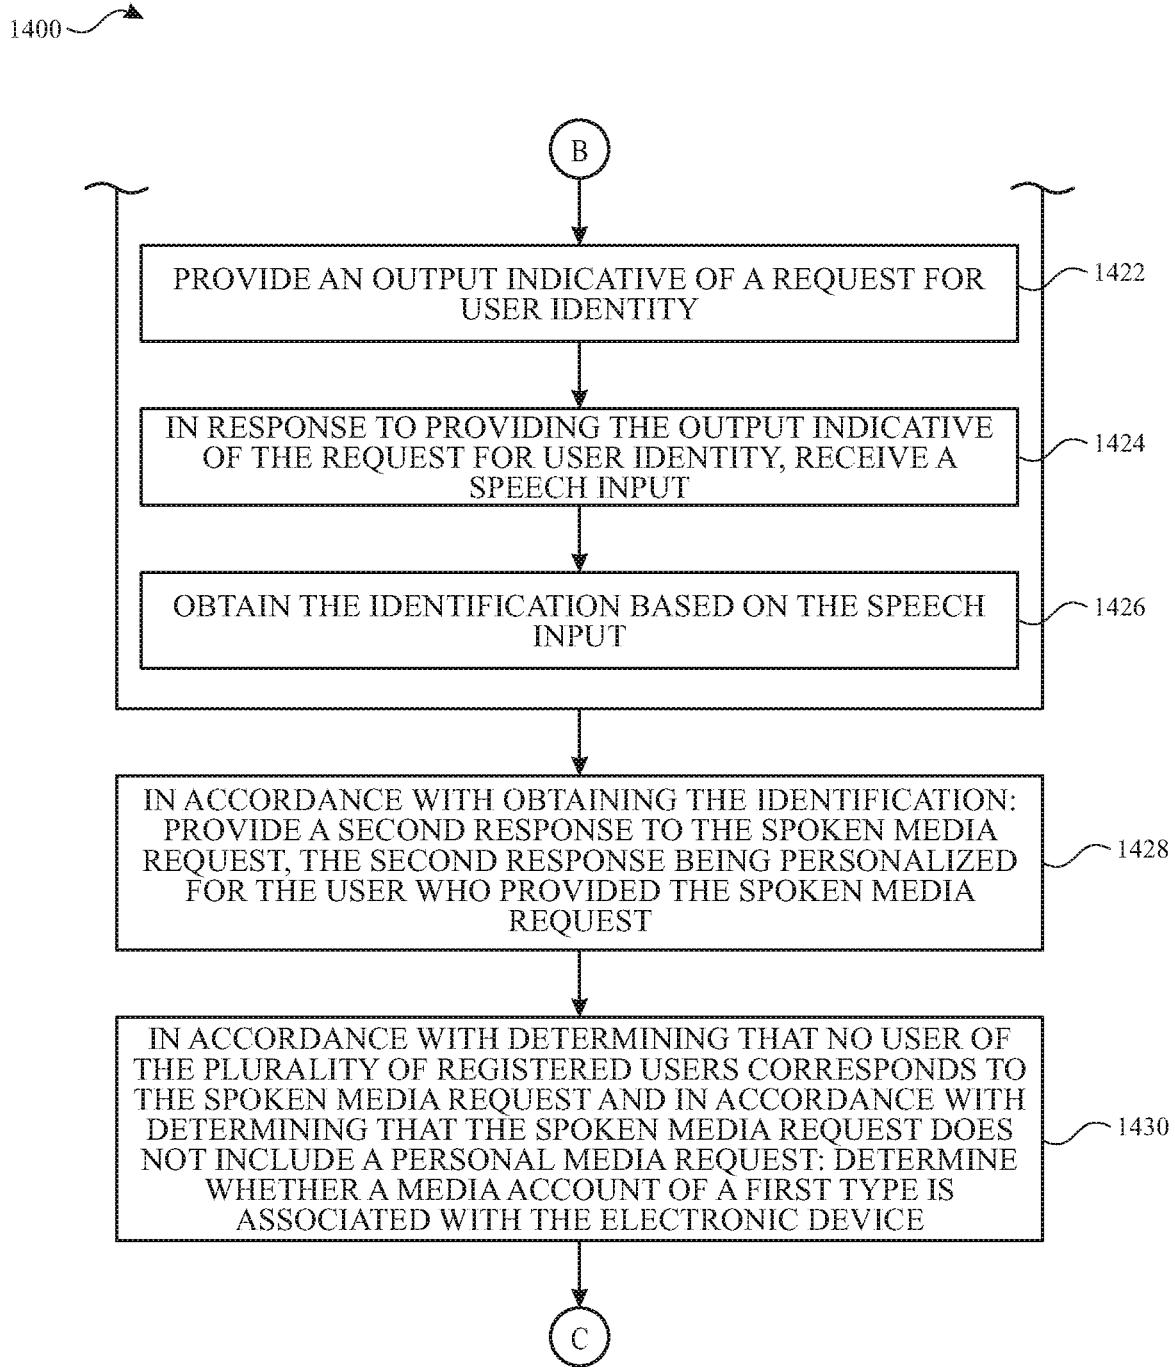 1400
B
PROVIDE AN OUTPUT INDICATIVE OF A REQUEST FOR
USER IDENTITY
1422
IN RESPONSE TO PROVIDING THE OUTPUT INDICATIVE
OF THE REQUEST FOR USER IDENTITY, RECEIVE A
SPEECH INPUT
1424
OBTAIN THE IDENTIFICATION BASED ON THE SPEECH
INPUT
1426
IN ACCORDANCE WITH OBTAINING THE IDENTIFICATION:
PROVIDE A SECOND RESPONSE TO THE SPOKEN MEDIA
REQUEST, THE SECOND RESPONSE BEING PERSONALIZED
FOR THE USER WHO PROVIDED THE SPOKEN MEDIA
REQUEST
1428
IN ACCORDANCE WITH DETERMINING THAT NO USER OF
THE PLURALITY OF REGISTERED USERS CORRESPONDS TO
THE SPOKEN MEDIA REQUEST AND IN ACCORDANCE WITH
DETERMINING THAT THE SPOKEN MEDIA REQUEST DOES
NOT INCLUDE A PERSONAL MEDIA REQUEST: DETERMINE
WHETHER A MEDIA ACCOUNT OF A FIRST TYPE IS
ASSOCIATED WITH THE ELECTRONIC DEVICE
1430
C